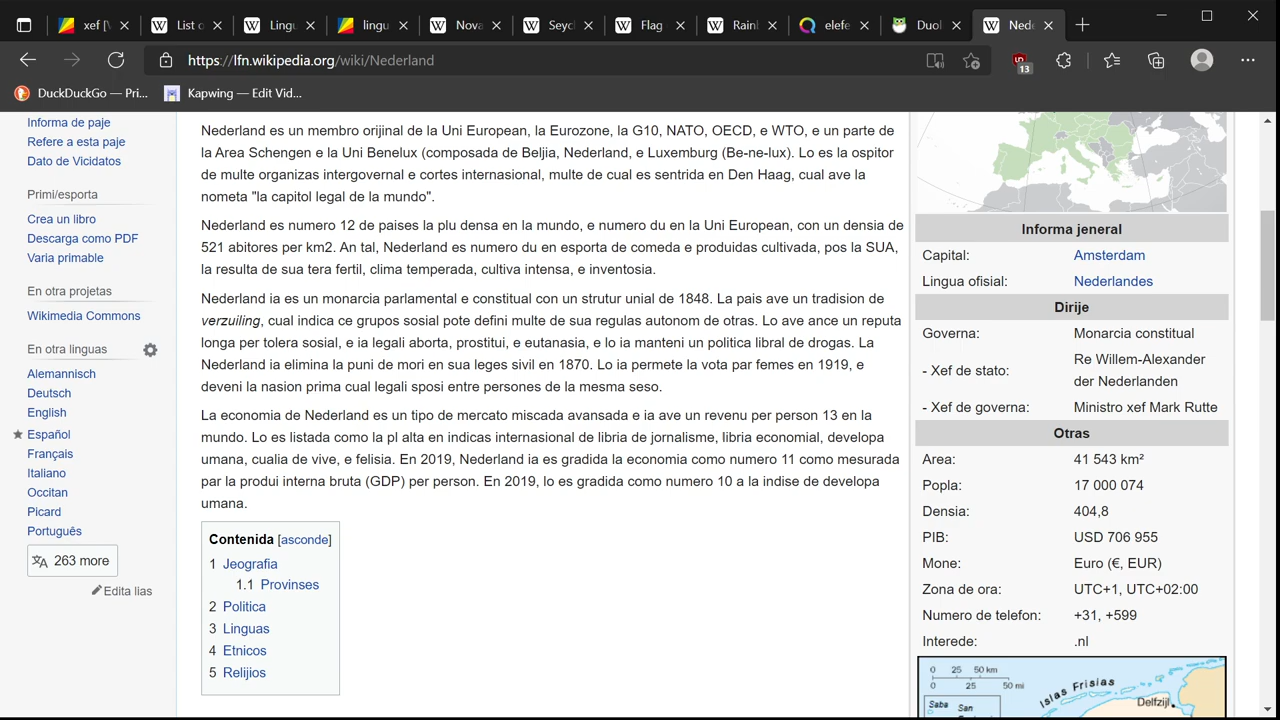 xef [V
List o
Lingu
lingu
Nova
Seych
Flag
Rainb
elefe
Duol
Nede
https://lfn.wikipedia.org/wiki/Nederland
13
DuckDuckGo — Pri...
Kapwing — Edit Vid...
Informa de paje
Refere a esta paje
Dato de Vicidatos
Primi/esporta
Crea un libro
Descarga como PDF
Varia primable
En otra projetas
Wikimedia Commons
En otra linguas
Alemannisch
Deutsch
English
Español
Français
Italiano
Occitan
Picard
Português
263 more
Edita lias
Nederland es un membro orijinal de la Uni European, la Eurozone, la G10, NATO, OECD, e WTO, e un parte de
la Area Schengen e la Uni Benelux (composada de Beljia, Nederland, e Luxemburg (Be-ne-lux). Lo es la ospitor
de multe organizas intergovernal e cortes internasional, multe de cual es sentrida en Den Haag, cual ave la
nometa "la capitol legal de la mundo".
Nederland es numero 12 de paises la plu densa en la mundo, e numero du en la Uni European, con un densia de
521 abitores per km2. An tal, Nederland es numero du en esporta de comeda e produidas cultivada, pos la SUA,
la resulta de sua tera fertil, clima temperada, cultiva intensa, e inventosia.
Nederland ia es un monarcia parlamental e constitual con un strutur unial de 1848. La pais ave un tradision de
verzuiling, cual indica ce grupos sosial pote defini multe de sua regulas autonom de otras. Lo ave ance un reputa
longa per tolera sosial, e ia legali aborta, prostitui, e eutanasia, e lo ia manteni un politica libral de drogas. La
Nederland ia elimina la puni de mori en sua leges sivil en 1870. Lo ia permete la vota par femes en 1919, e
deveni la nasion prima cual legali sposi entre persones de la mesma seso.
La economia de Nederland es un tipo de mercato miscada avansada e ia ave un revenu per person 13 en la
mundo. Lo es listada como la pl alta en indicas internasional de libria de jornalisme, libria economial, developa
umana, cualia de vive, e felisia. En 2019, Nederland ia es gradida la economia como numero 11 como mesurada
par la produi interna bruta (GDP) per person. En 2019, lo es gradida como numero 10 a la indise de developa
umana.
Contenida [asconde]
1 Jeografia
1.1 Provinses
2 Politica
3 Linguas
4 Etnicos
5 Relijios
Informa jeneral
Capital: Amsterdam
Lingua ofisial: Nederlandes
Dirije
Governa: Monarcia constitual
- Xef de stato: Re Willem-Alexander
der Nederlanden
- Xef de governa: Ministro xef Mark Rutte
Otras
Area: 41 543 km²
Popla: 17 000 074
Densia: 404,8
PIB: USD 706 955
Mone: Euro (€, EUR)
Zona de ora: UTC+1, UTC+02:00
Numero de telefon: +31, +599
Interede: .nl
0 25 50 km
0 25 50 mi
Islas Frisias
Saba San
Delfzijl